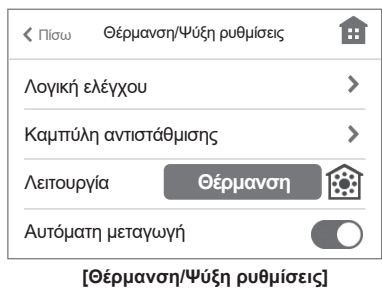 Πίσω Θέρμανση/Ψύξη ρυθμίσεις
Λογική ελέγχου
Καμπύλη αντιστάθμισης
Λειτουργία Θέρμανση
Αυτόματη μεταγωγή
[Θέρμανση/Ψύξη ρυθμίσεις]